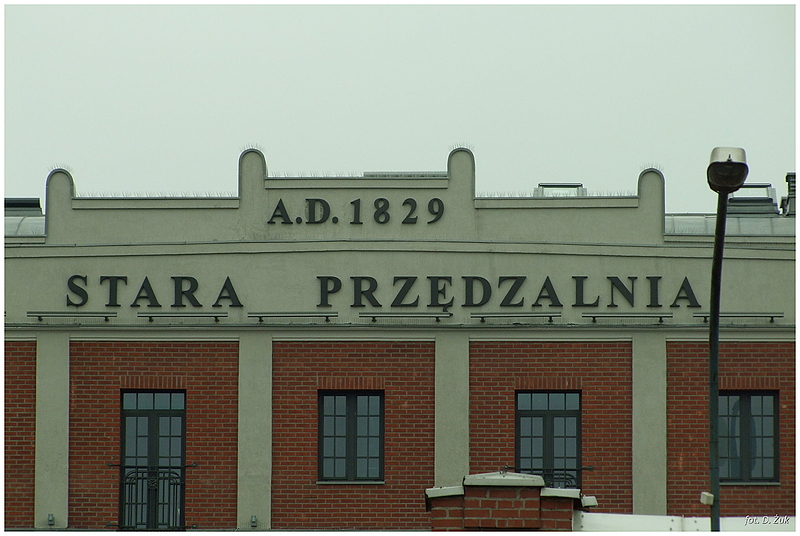 A.D. 1829
STARA PRZĘDZALNIA
fot. D. Żuk